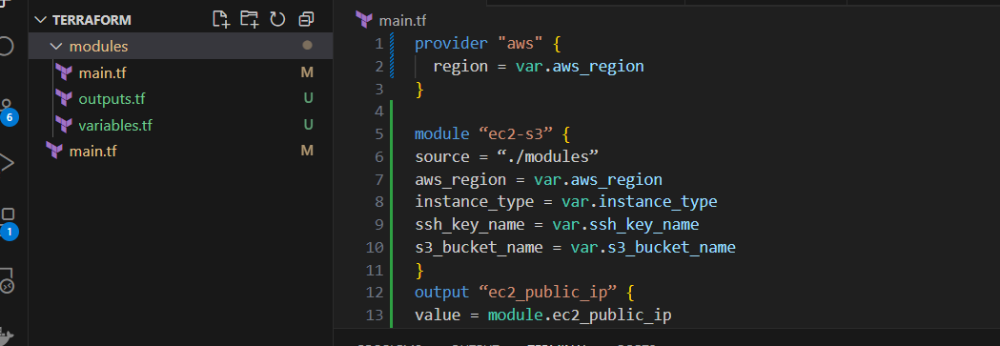 TERRAFORM
modules
main.tf M
outputs.tf U
variables.tf U
main.tf M
6
1
main.tf
1 provider "aws" {
2 region = var.aws_region
3 }
4
5 module “ec2-s3” {
6 source = “./modules”
7 aws_region = var.aws_region
8 instance_type = var.instance_type
9 ssh_key_name = var.ssh_key_name
10 s3_bucket_name = var.s3_bucket_name
11 }
12 output “ec2_public_ip” {
13 value = module.ec2_public_ip